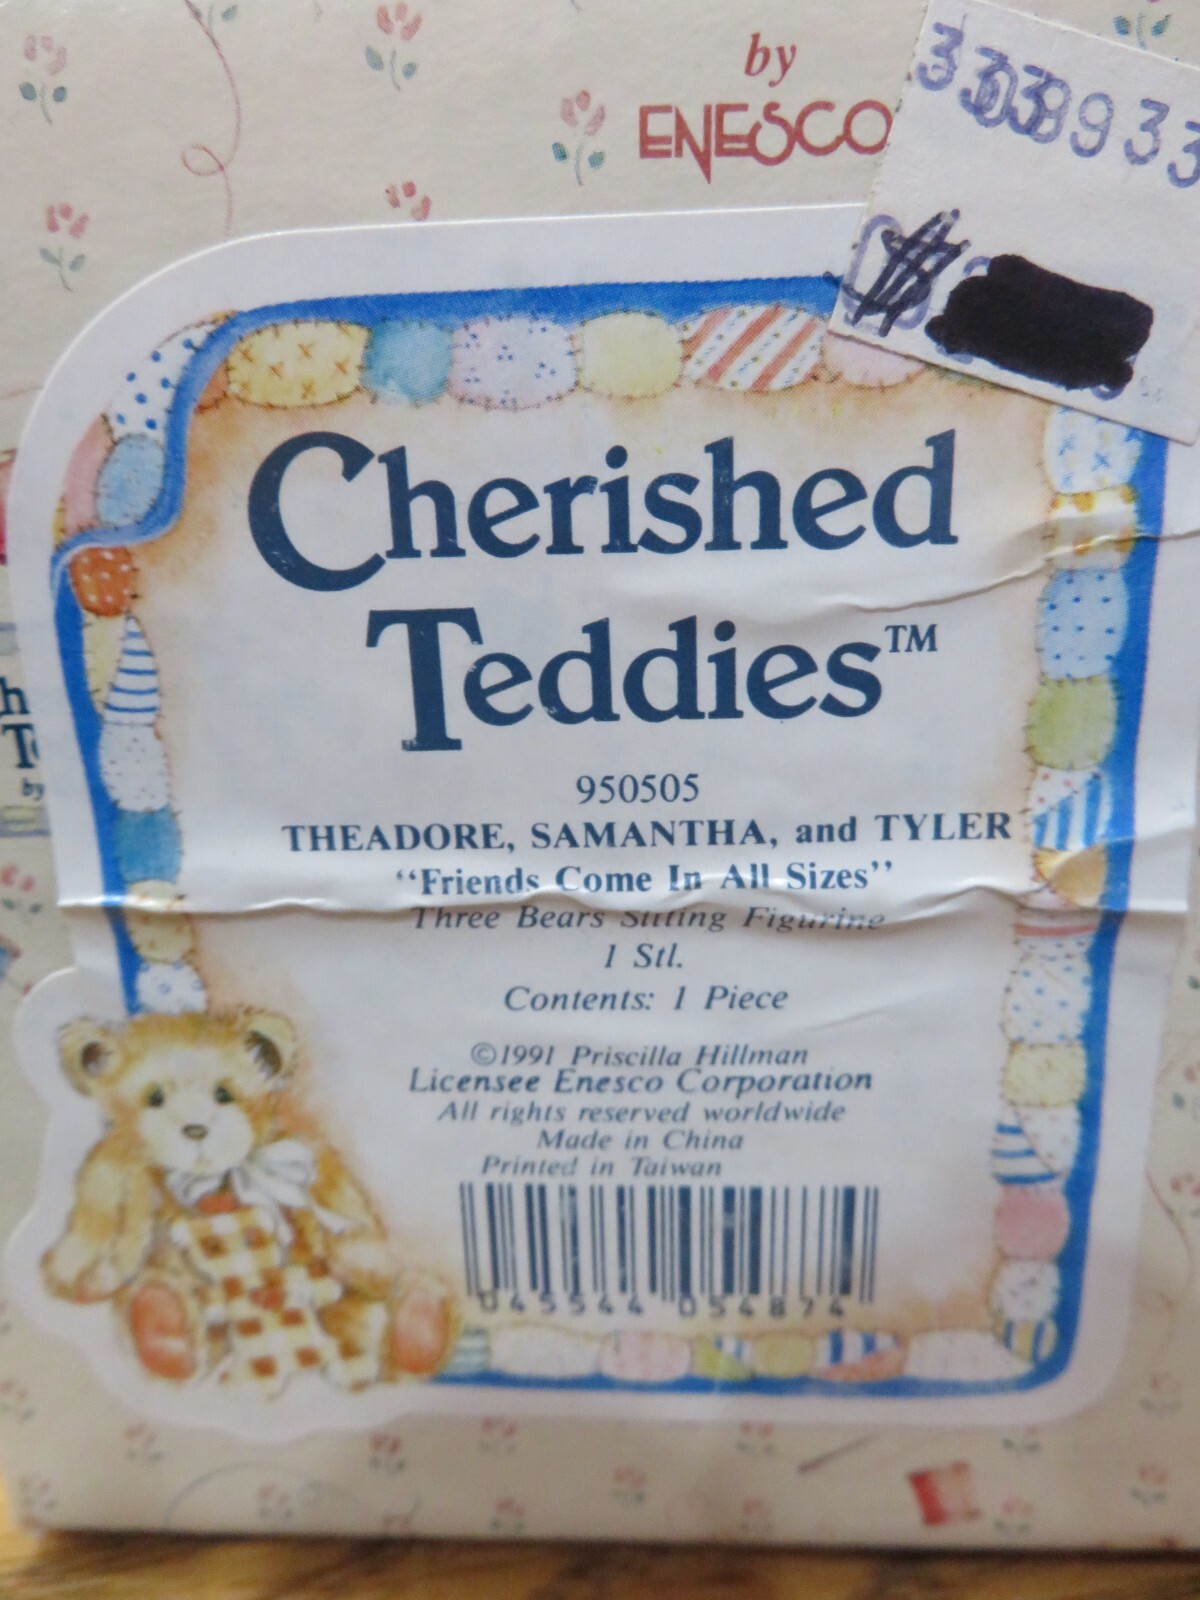 by
ENESCO
Cherished
Teddies™
950505
THEADORE, SAMANTHA, and TYLER
“Friends Come In All Sizes”
Three Bears Sitting Figurine
1 Stl.
Contents: 1 Piece
©1991 Priscilla Hillman
Licensee Enesco Corporation
All rights reserved worldwide
Made in China
Printed in Taiwan
045544 054874